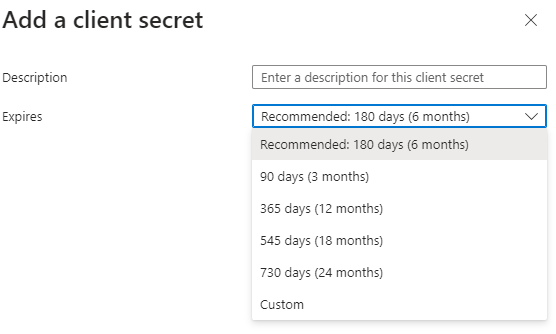 Add a client secret
Description
Enter a description for this client secret
Expires
Recommended: 180 days (6 months)
Recommended: 180 days (6 months)
90 days (3 months)
365 days (12 months)
545 days (18 months)
730 days (24 months)
Custom